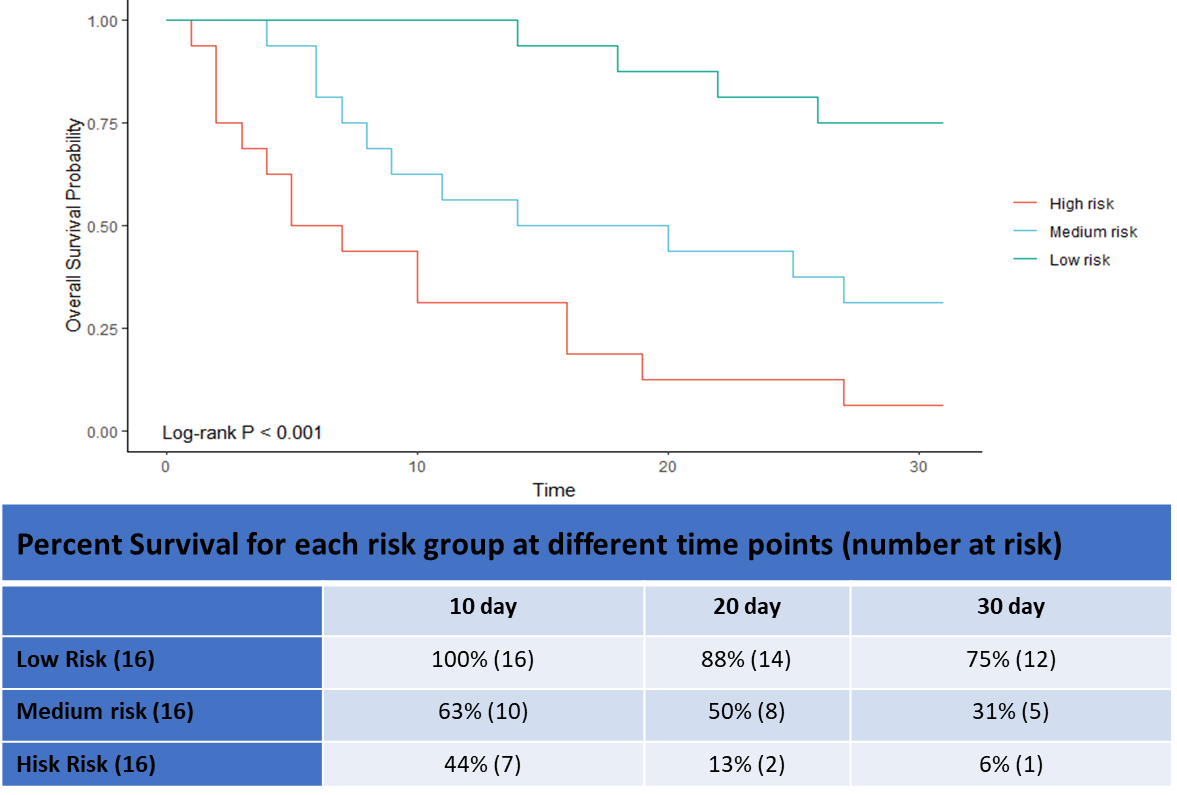 1.00
0.75
0.50
0.25
0.00
Overall Survival Probability
Log-rank P < 0.001
0 10 20 30
Time
High risk
Medium risk
Low risk
Percent Survival for each risk group at different time points (number at risk)
10 day 20 day 30 day
Low Risk (16) 100% (16) 88% (14) 75% (12)
Medium risk (16) 63% (10) 50% (8) 31% (5)
Hisk Risk (16) 44% (7) 13% (2) 6% (1)